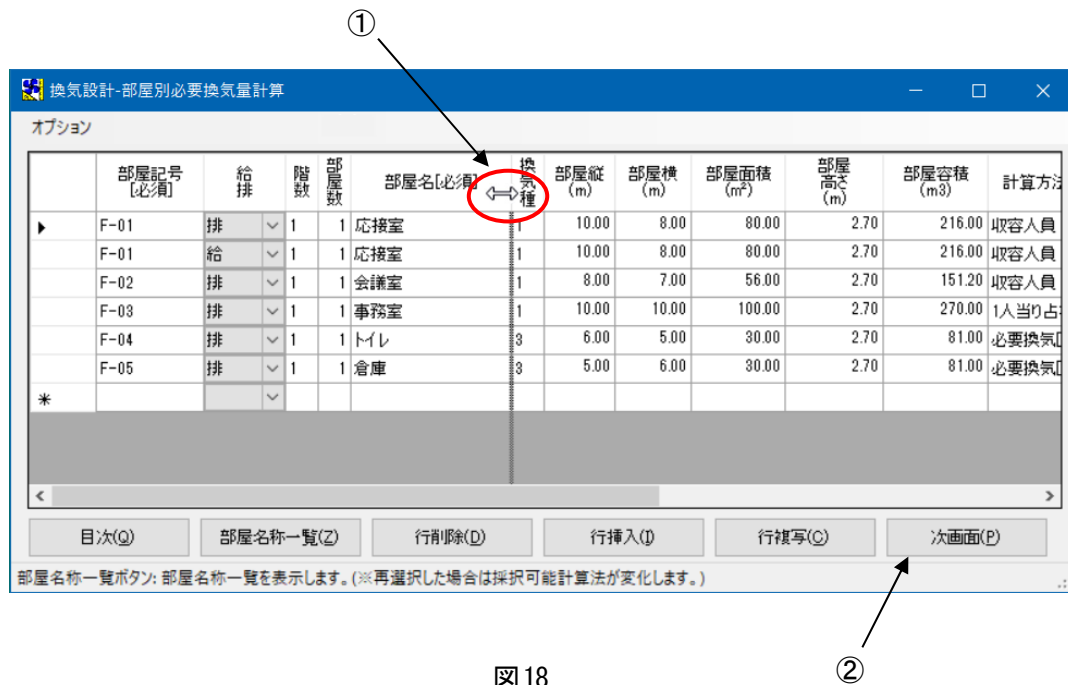 ①
換気設計-部屋別必要換気量計算
オプション
部屋記号 [必須] 給排 階数 部屋数 部屋名[必須] 換気種 部屋縦 (m) 部屋横 (m) 部屋面積 (㎡) 部屋高さ (m) 部屋容積 (m3) 計算方法
F-01 排 1 1 応接室 1 10.00 8.00 80.00 2.70 216.00 収容人員
F-01 給 1 1 応接室 1 10.00 8.00 80.00 2.70 216.00 収容人員
F-02 排 1 1 会議室 1 8.00 7.00 56.00 2.70 151.20 収容人員
F-03 排 1 1 事務室 1 10.00 10.00 100.00 2.70 270.00 1人当り占
F-04 排 1 1 トイレ 3 6.00 5.00 30.00 2.70 81.00 必要換気
F-05 排 1 1 倉庫 3 5.00 6.00 30.00 2.70 81.00 必要換気
*
目次(Q) 部屋名称一覧(Z) 行削除(D) 行挿入(I) 行複写(C) 次画面(P)
部屋名称一覧ボタン: 部屋名称一覧を表示します。(※再選択した場合は採択可能計算法が変化します。)
②
図18